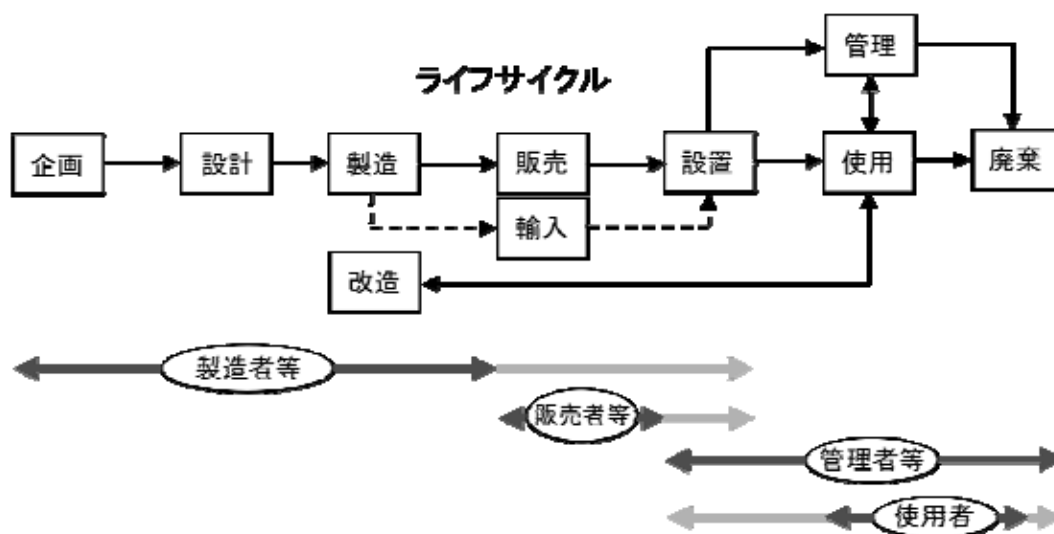 管理
ライフサイクル
企画
設計
製造
販売
設置
使用
廃棄
輸入
改造
製造者等
販売者等
管理者等
使用者